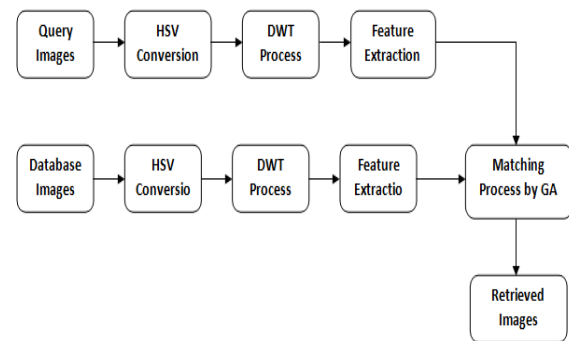 Query
Images
HSV
Conversion
DWT
Process
Feature
Extraction
Database
Images
HSV
Conversio
DWT
Process
Feature
Extractio
Matching
Process by GA
Retrieved
Images